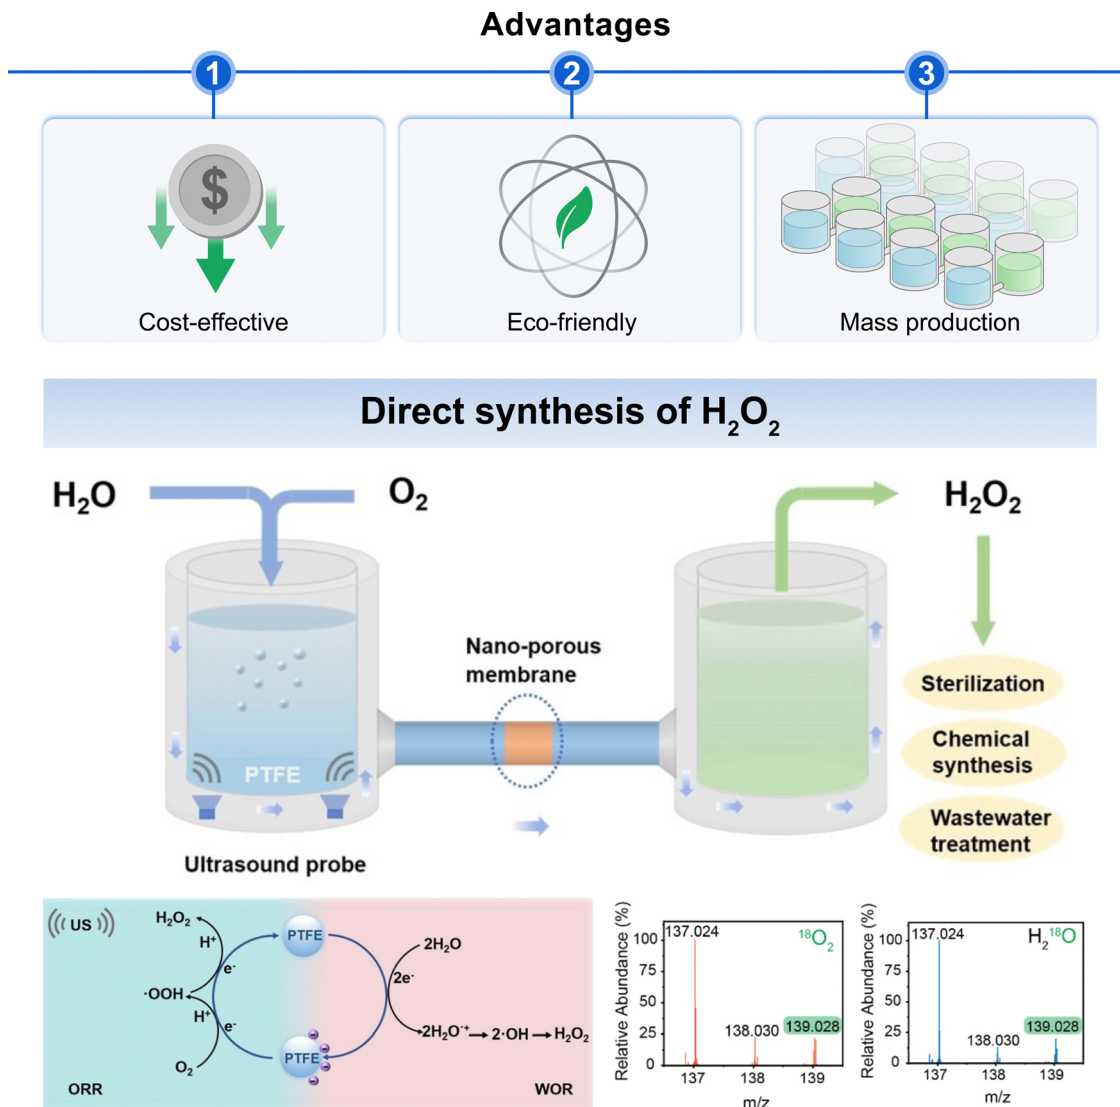 Advantages
1
2
3
$
Cost-effective
Eco-friendly
Mass production
Direct synthesis of H₂O₂
H₂O
O₂
H₂O₂
Nano-porous
membrane
PTFE
Ultrasound probe
Sterilization
Chemical
synthesis
Wastewater
treatment
US
H₂O₂
H⁺
e⁻
·OOH
H⁺
e⁻
O₂
ORR
PTFE
PTFE
2H₂O
2e⁻
2H₂O·⁺ → 2·OH → H₂O₂
WOR
Relative Abundance (%)
100
75
50
25
0
137.024
¹⁸O₂
138.030
139.028
137
138
139
m/z
Relative Abundance (%)
100
75
50
25
0
137.024
H₂¹⁸O
138.030
139.028
137
138
139
m/z